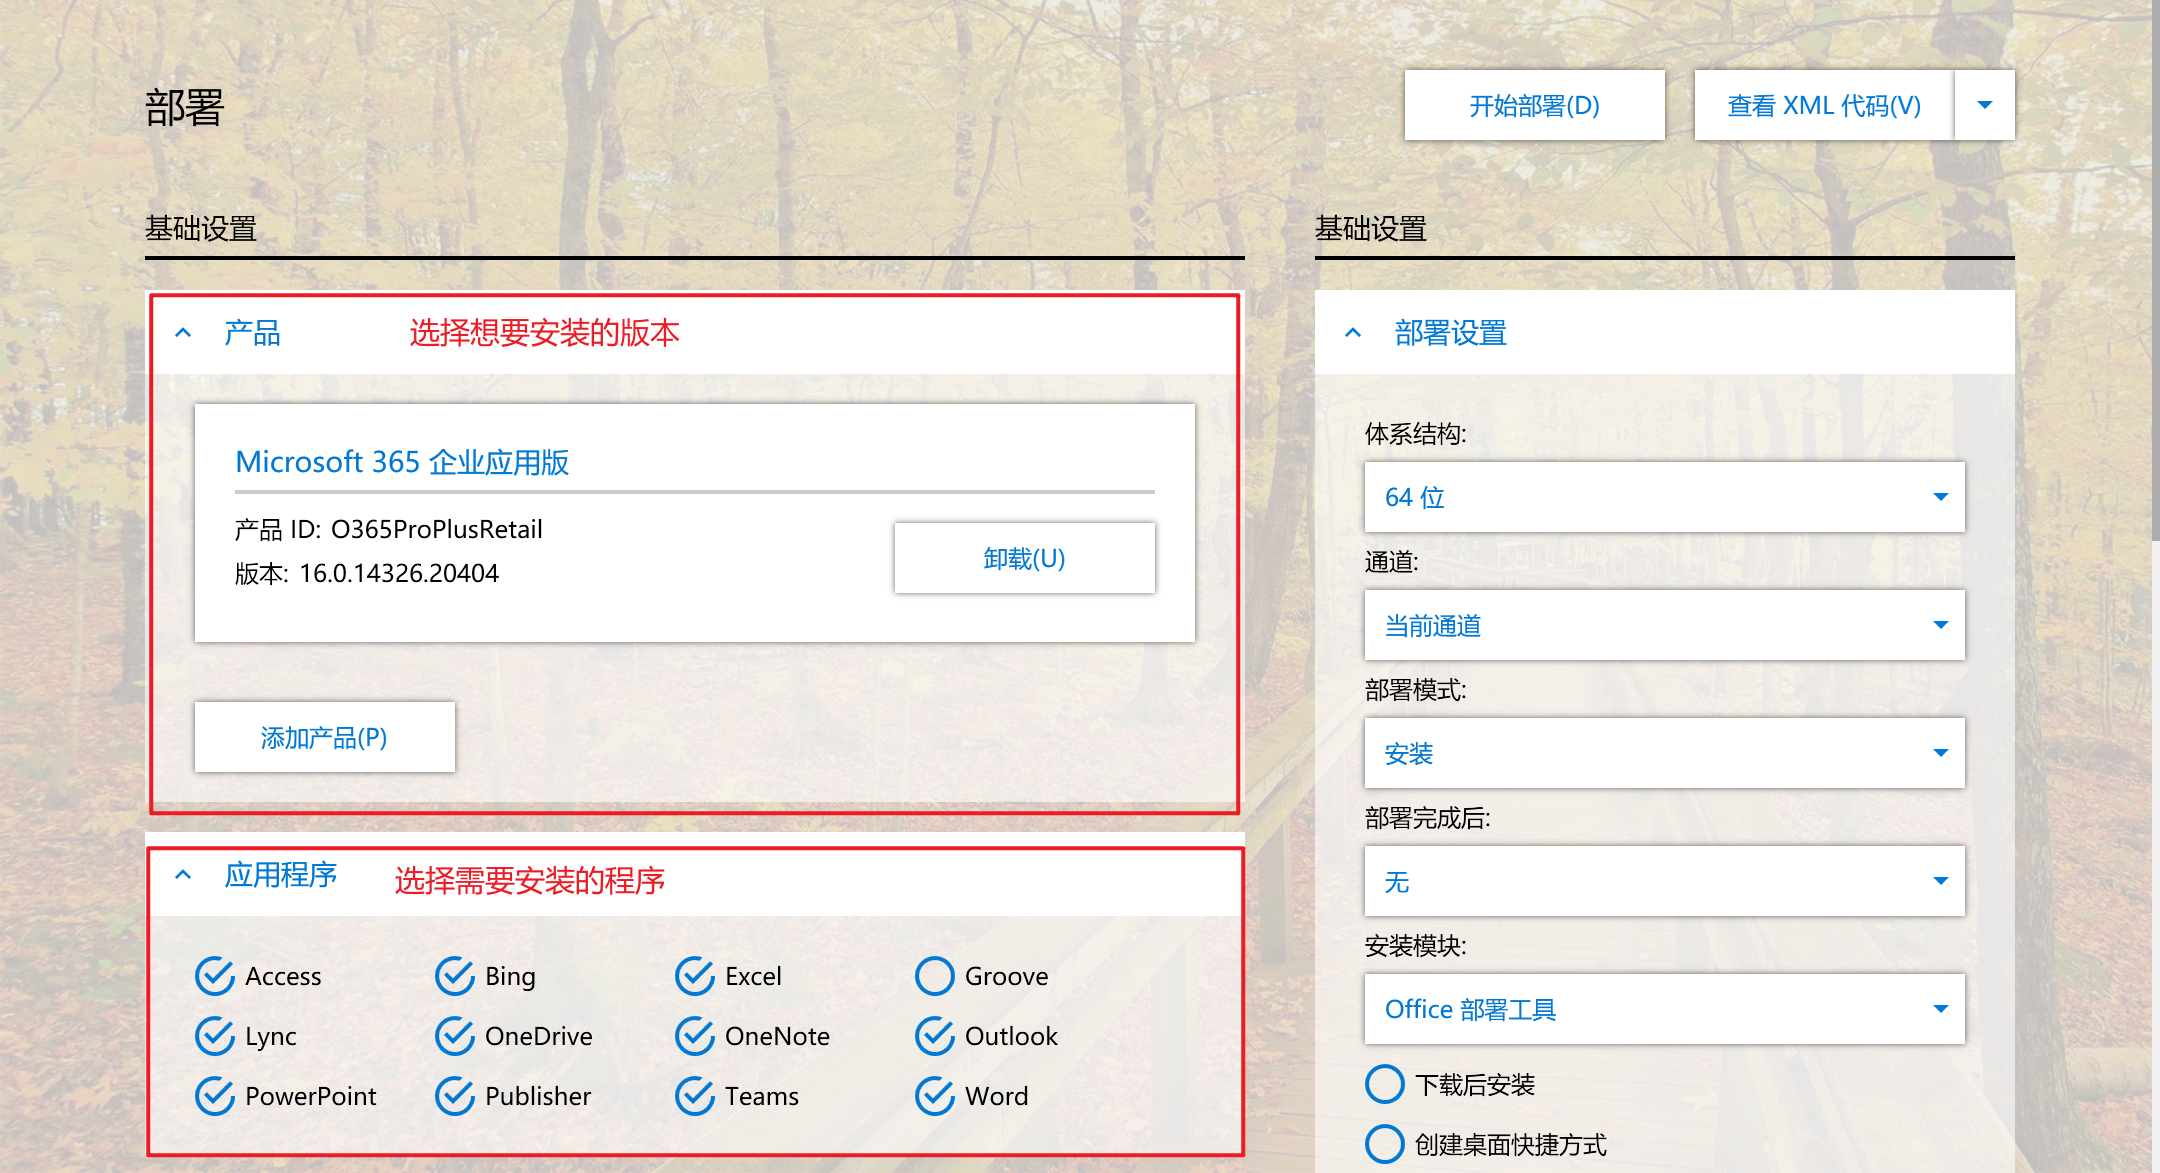 部署
开始部署(D)
查看 XML 代码(V)
基础设置
产品
选择想要安装的版本
Microsoft 365 企业应用版
产品 ID: O365ProPlusRetail
版本: 16.0.14326.20404
卸载(U)
添加产品(P)
应用程序
选择需要安装的程序
Access Bing Excel Groove
Lync OneDrive OneNote Outlook
PowerPoint Publisher Teams Word
基础设置
部署设置
体系结构:
64 位
通道:
当前通道
部署模式:
安装
部署完成后:
无
安装模块:
Office 部署工具
下载后安装
创建桌面快捷方式